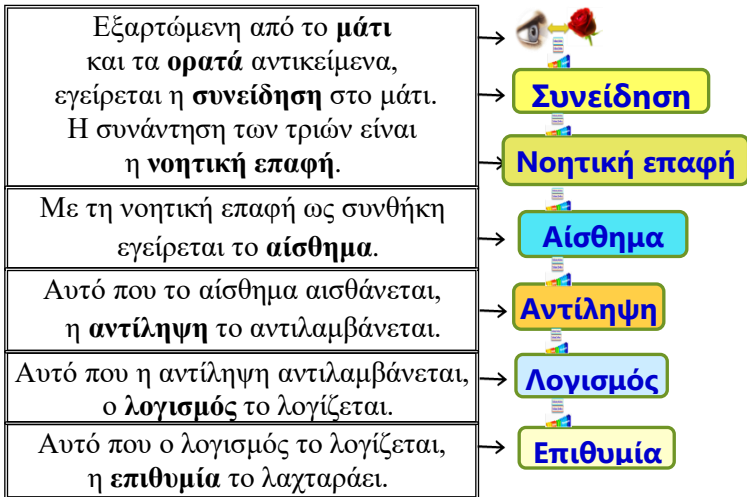 Εξαρτώμενη από το μάτι
και τα ορατά αντικείμενα,
εγείρεται η συνείδηση στο μάτι.
Η συνάντηση των τριών είναι
η νοητική επαφή.
Συνείδηση
Νοητική επαφή
Με τη νοητική επαφή ως συνθήκη
εγείρεται το αίσθημα.
Αίσθημα
Αυτό που το αίσθημα αισθάνεται,
η αντίληψη το αντιλαμβάνεται.
Αντίληψη
Αυτό που η αντίληψη αντιλαμβάνεται,
ο λογισμός το λογίζεται.
Λογισμός
Αυτό που ο λογισμός το λογίζεται,
η επιθυμία το λαχταράει.
Επιθυμία